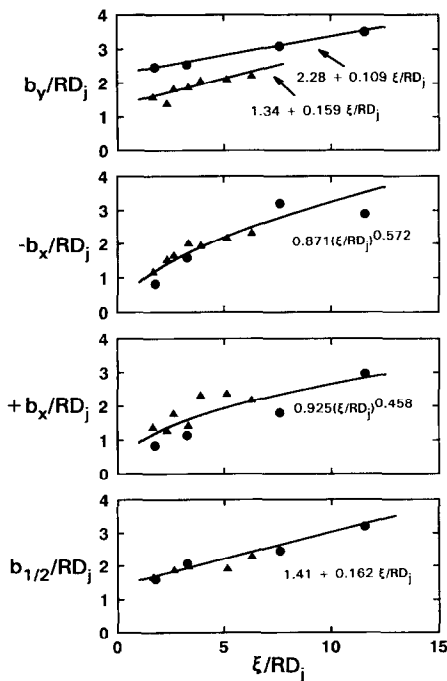 4
3
b_y/RD_j
2
1
0
2.28 + 0.109 ξ/RD_j
1.34 + 0.159 ξ/RD_j
4
3
-b_x/RD_j
2
1
0
0.871(ξ/RD_j)^0.572
4
3
+b_x/RD_j
2
1
0
0.925(ξ/RD_j)^0.458
4
3
b_1/2/RD_j
2
1
0
1.41 + 0.162 ξ/RD_j
0 5 10 15
ξ/RD_j